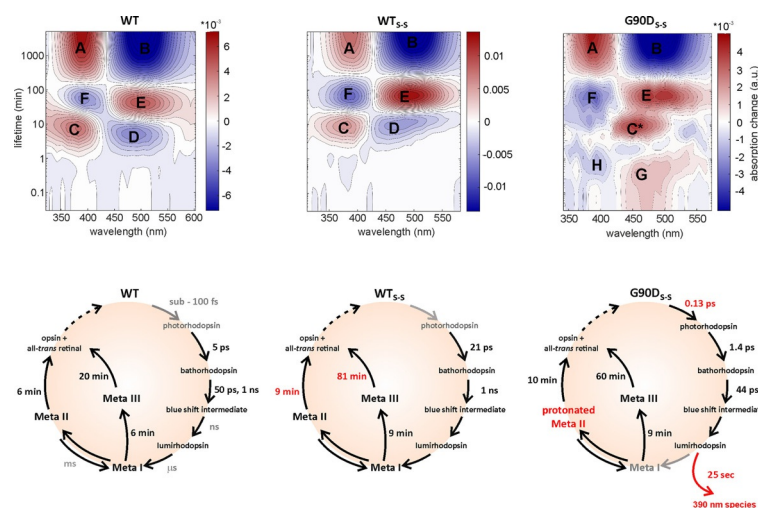 WT
*10⁻³
6
4
2
0
-2
-4
-6
lifetime (min)
1000
100
10
1
0.1
A
B
F
E
C
D
350 400 450 500 550 600
wavelength (nm)
WTS-S
0.01
0.005
0
-0.005
-0.01
A
B
F
E
C
D
350 400 450 500 550
wavelength (nm)
G90DS-S
*10⁻³
4
3
2
1
0
-1
-2
-3
-4
absorption change (a.u.)
A
B
F
E
C*
H
G
350 400 450 500 550
wavelength (nm)
WT
sub - 100 fs
photorhodopsin
5 ps
opsin +
all-trans retinal
bathorhodopsin
20 min
50 ps, 1 ns
6 min
Meta III
blue shift intermediate
Meta II
ns
6 min
lumirhodopsin
ms
Meta I
μs
WTS-S
photorhodopsin
21 ps
opsin +
all-trans retinal
bathorhodopsin
81 min
1 ns
9 min
Meta III
blue shift intermediate
Meta II
9 min
lumirhodopsin
Meta I
G90DS-S
0.13 ps
photorhodopsin
1.4 ps
opsin +
all-trans retinal
bathorhodopsin
60 min
44 ps
10 min
Meta III
blue shift intermediate
protonated
Meta II
9 min
lumirhodopsin
Meta I
25 sec
390 nm species